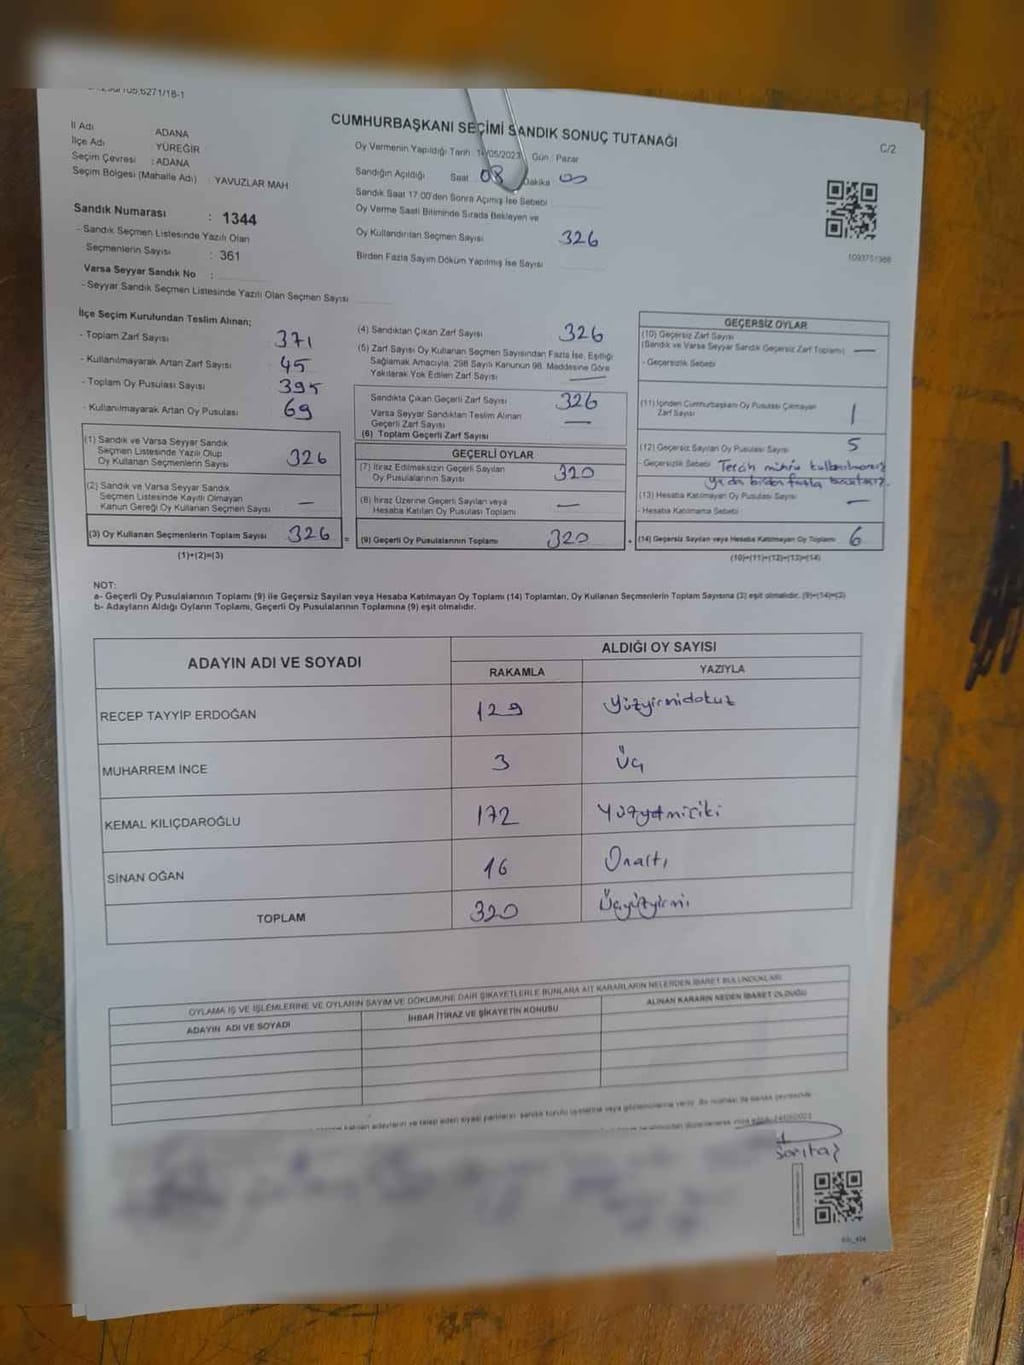 CUMHURBAŞKANI SEÇİMİ SANDIK SONUÇ TUTANAĞI
C/2
İl Adı ADANA
İlçe Adı YÜREĞİR
Seçim Çevresi : ADANA
Seçim Bölgesi (Mahalle Adı) : YAVUZLAR MAH
Oy Vermenin Yapıldığı Tarih : 14/05/2023 Gün : Pazar
Sandığın Açıldığı Saat 08 Dakika 00
Sandık Saat 17:00'den Sonra Açılmış İse Sebebi
Oy Verme Saati Bitiminde Sırada Bekleyen ve
Oy Kullandırılan Seçmen Sayısı 326
Birden Fazla Sayım Döküm Yapılmış İse Sayısı
1093751988
Sandık Numarası : 1344
- Sandık Seçmen Listesinde Yazılı Olan
Seçmenlerin Sayısı : 361
Varsa Seyyar Sandık No :
- Seyyar Sandık Seçmen Listesinde Yazılı Olan Seçmen Sayısı
İlçe Seçim Kurulundan Teslim Alınan;
- Toplam Zarf Sayısı 371
- Kullanılmayarak Artan Zarf Sayısı 45
- Toplam Oy Pusulası Sayısı 395
- Kullanılmayarak Artan Oy Pusulası 69
(1) Sandık ve Varsa Seyyar Sandık
Seçmen Listesinde Yazılı Olup
Oy Kullanan Seçmenlerin Sayısı 326
(2) Sandık ve Varsa Seyyar Sandık
Seçmen Listesinde Kayıtlı Olmayan
Kanun Gereği Oy Kullanan Seçmen Sayısı —
(3) Oy Kullanan Seçmenlerin Toplam Sayısı 326 =
(1)+(2)=(3)
(4) Sandıktan Çıkan Zarf Sayısı 326
(5) Zarf Sayısı Oy Kullanan Seçmen Sayısından Fazla İse, Eşitliği
Sağlamak Amacıyla, 298 Sayılı Kanunun 98. Maddesine Göre
Yakılarak Yok Edilen Zarf Sayısı —
Sandıkta Çıkan Geçerli Zarf Sayısı 326
Varsa Seyyar Sandıktan Teslim Alınan
Geçerli Zarf Sayısı —
(6) Toplam Geçerli Zarf Sayısı
GEÇERLİ OYLAR
(7) İtiraz Edilmeksizin Geçerli Sayılan
Oy Pusulalarının Sayısı 320
(8) İtiraz Üzerine Geçerli Sayılan veya
Hesaba Katılan Oy Pusulası Toplamı —
(9) Geçerli Oy Pusulalarının Toplamı 320 +
GEÇERSİZ OYLAR
(10) Geçersiz Zarf Sayısı
(Sandık ve Varsa Seyyar Sandık Geçersiz Zarf Toplamı) —
- Geçersizlik Sebebi
(11) İçinden Cumhurbaşkanı Oy Pusulası Çıkmayan
Zarf Sayısı 1
(12) Geçersiz Sayılan Oy Pusulası Sayısı 5
- Geçersizlik Sebebi Tercih mührü kullanılmamış
ya da birden fazla
(13) Hesaba Katılmayan Oy Pusulası Sayısı —
- Hesaba Katılmama Sebebi
(14) Geçersiz Sayılan veya Hesaba Katılmayan Oy Toplamı 6
(10)+(11)+(12)+(13)=(14)
NOT:
a- Geçerli Oy Pusulalarının Toplamı (9) ile Geçersiz Sayılan veya Hesaba Katılmayan Oy Toplamı (14) Toplamları, Oy Kullanan Seçmenlerin Toplam Sayısına (3) eşit olmalıdır. (9)+(14)=(3)
b- Adayların Aldığı Oyların Toplamı, Geçerli Oy Pusulalarının Toplamına (9) eşit olmalıdır.
ADAYIN ADI VE SOYADI ALDIĞI OY SAYISI
RAKAMLA YAZIYLA
RECEP TAYYİP ERDOĞAN 129 Yüzyirmidokuz
MUHARREM İNCE 3 Üç
KEMAL KILIÇDAROĞLU 172 Yüzyetmişiki
SİNAN OĞAN 16 Onaltı
TOPLAM 320 Üçyüzyirmi
OYLAMA İŞ VE İŞLEMLERİNE VE OYLARIN SAYIM VE DÖKÜMÜNE DAİR ŞİKAYETLERLE BUNLARA AİT KARARLARIN NELERDEN İBARET BULUNDUKLARI
ADAYIN ADI VE SOYADI İHBAR İTİRAZ VE ŞİKAYETİN KONUSU ALINAN KARARIN NEDEN İBARET OLDUĞU